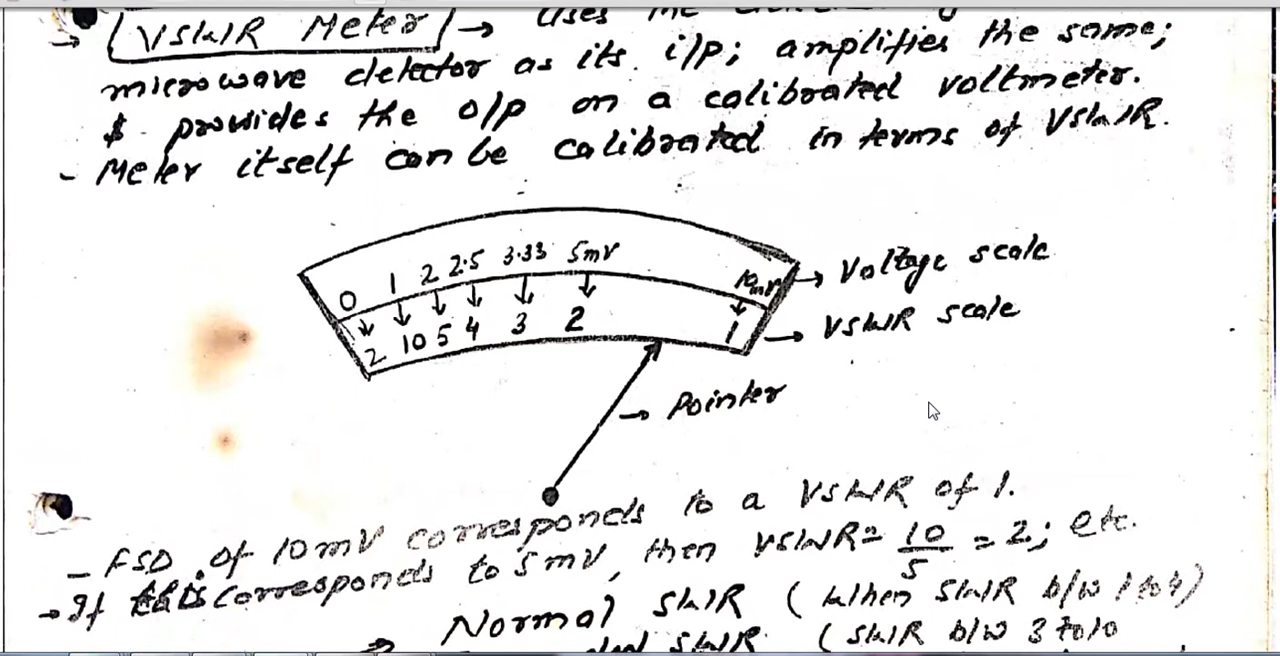 → VSWR Meter → Uses the
microwave detector as its i/p; amplifies the same;
& provides the o/p on a calibrated voltmeter.
- Meter itself can be calibrated in terms of VSWR.
0 1 2 2.5 3.33 5mV 10mV → Voltage scale
2 10 5 4 3 2 1 → VSWR scale
→ Pointer
- FSD of 10mV corresponds to a VSWR of 1.
→ If this corresponds to 5mV, then VSWR = 10/5 = 2; etc.
Normal SWR (When SWR b/w 1 to 4)
SWR (SWR b/w 3 to 10